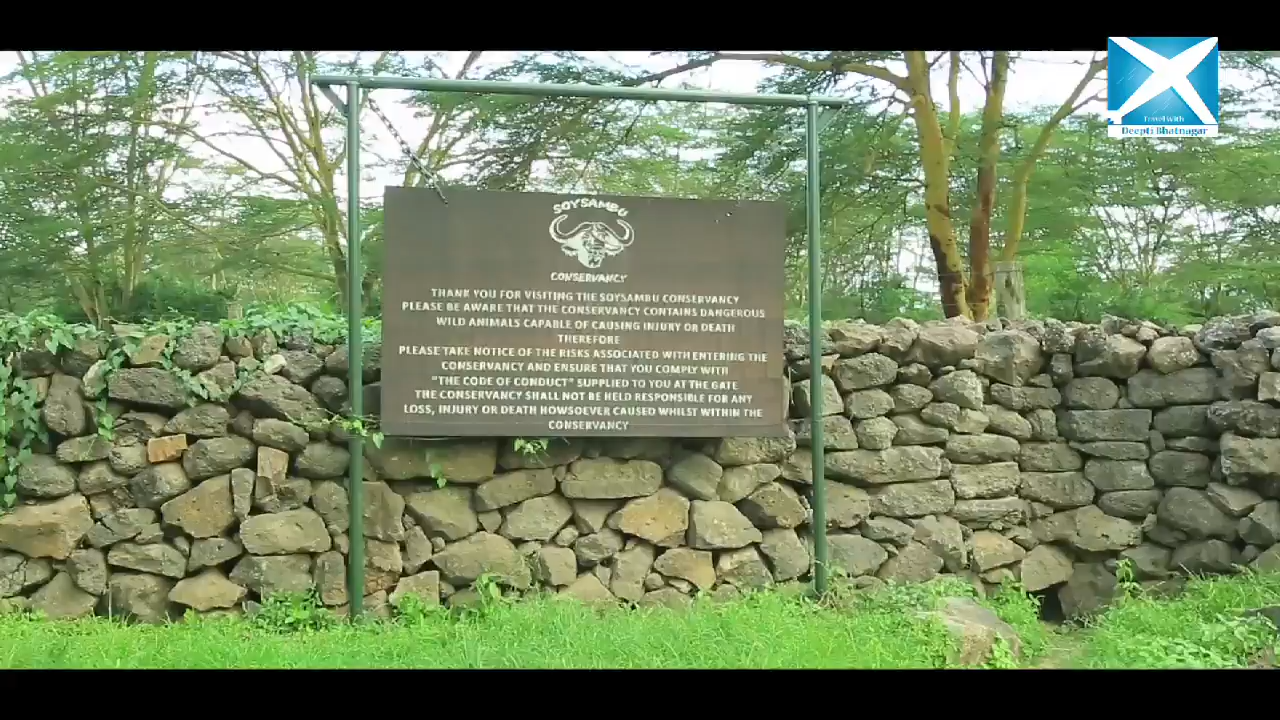 Travel With
Deepti Bhatnagar
SOYSAMBU
CONSERVANCY
THANK YOU FOR VISITING THE SOYSAMBU CONSERVANCY
PLEASE BE AWARE THAT THE CONSERVANCY CONTAINS DANGEROUS
WILD ANIMALS CAPABLE OF CAUSING INJURY OR DEATH
THEREFORE
PLEASE TAKE NOTICE OF THE RISKS ASSOCIATED WITH ENTERING THE
CONSERVANCY AND ENSURE THAT YOU COMPLY WITH
"THE CODE OF CONDUCT" SUPPLIED TO YOU AT THE GATE
THE CONSERVANCY SHALL NOT BE HELD RESPONSIBLE FOR ANY
LOSS, INJURY OR DEATH HOWSOEVER CAUSED WHILST WITHIN THE
CONSERVANCY